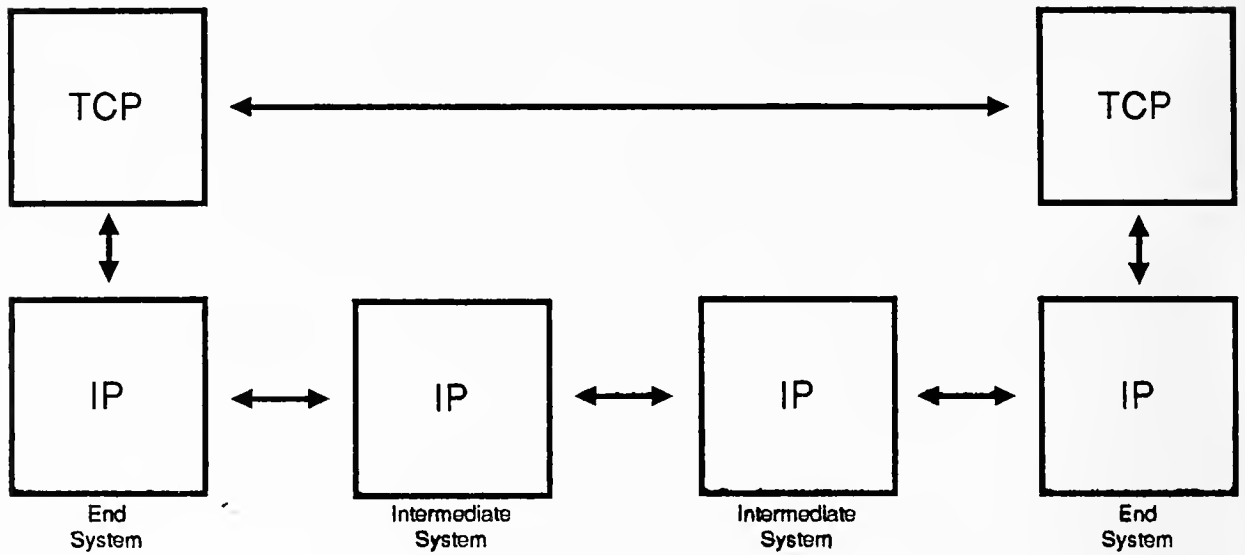 TCP
TCP
IP
IP
IP
IP
End
System
Intermediate
System
Intermediate
System
End
System